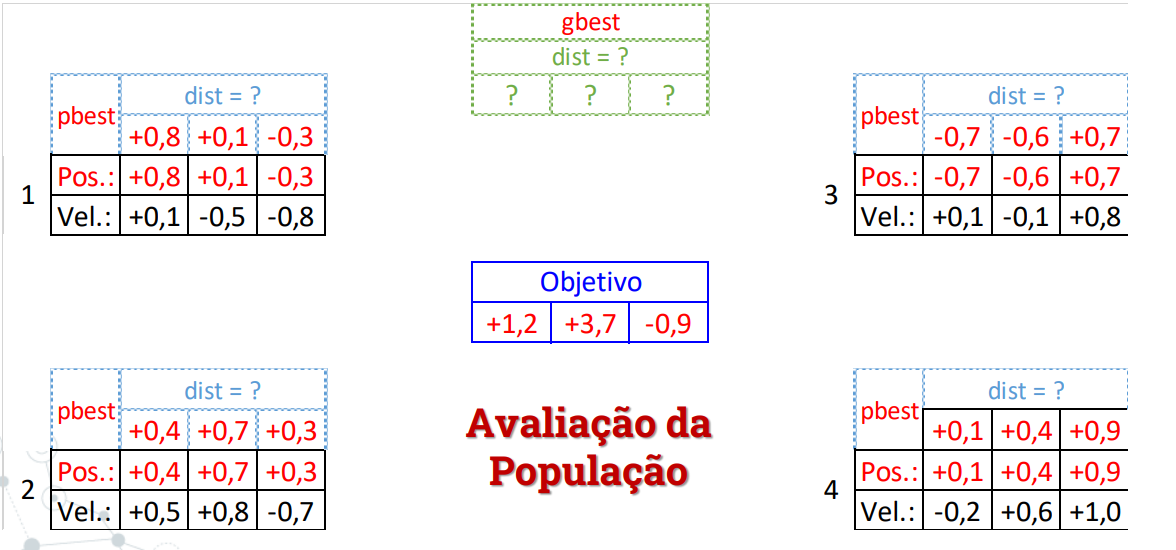 gbest
dist = ?
? ? ?
dist = ?
pbest
+0,8 +0,1 -0,3
1
Pos.: +0,8 +0,1 -0,3
Vel.: +0,1 -0,5 -0,8
dist = ?
pbest
-0,7 -0,6 +0,7
3
Pos.: -0,7 -0,6 +0,7
Vel.: +0,1 -0,1 +0,8
Objetivo
+1,2 +3,7 -0,9
dist = ?
pbest
+0,4 +0,7 +0,3
2
Pos.: +0,4 +0,7 +0,3
Vel.: +0,5 +0,8 -0,7
Avaliação da
População
dist = ?
pbest
+0,1 +0,4 +0,9
4
Pos.: +0,1 +0,4 +0,9
Vel.: -0,2 +0,6 +1,0